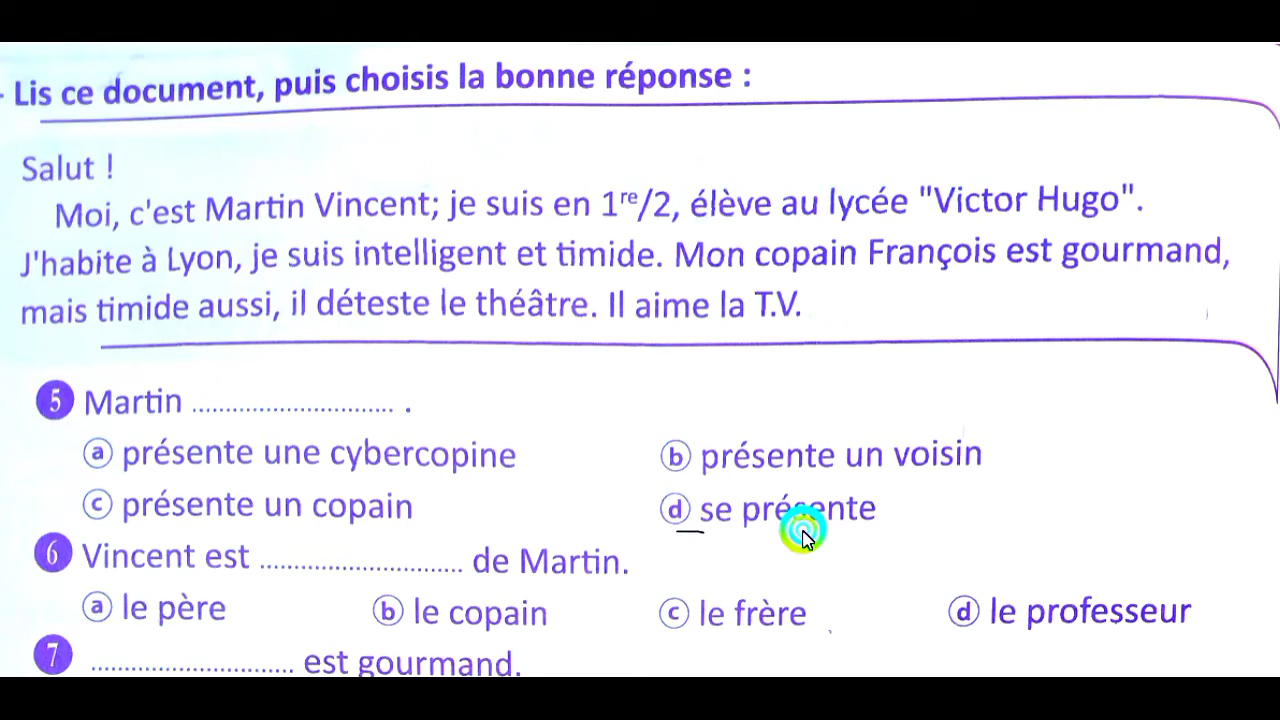 - Lis ce document, puis choisis la bonne réponse :
Salut !
Moi, c'est Martin Vincent; je suis en 1re/2, élève au lycée "Victor Hugo".
J'habite à Lyon, je suis intelligent et timide. Mon copain François est gourmand,
mais timide aussi, il déteste le théâtre. Il aime la T.V.
5 Martin .............................. .
a présente une cybercopine b présente un voisin
c présente un copain d se présente
6 Vincent est .............................. de Martin.
a le père b le copain c le frère d le professeur
7 .............................. est gourmand.